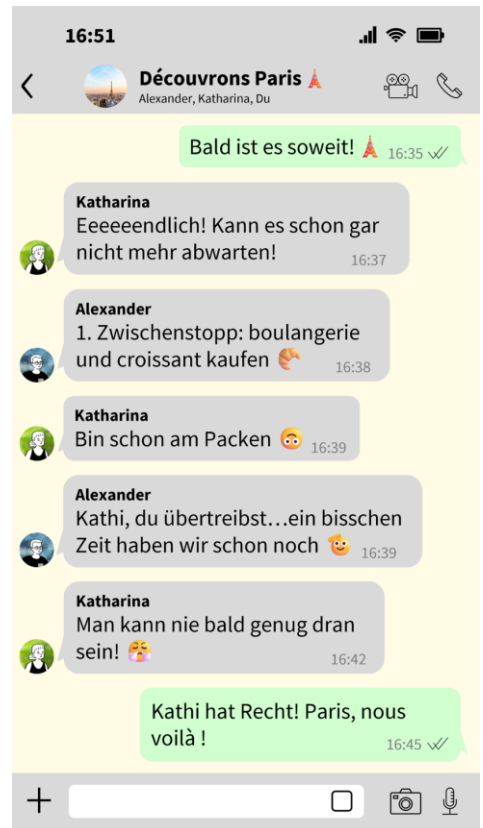 16:51
Découvrons Paris
Alexander, Katharina, Du
Bald ist es soweit!
16:35
Katharina
Eeeeeendlich! Kann es schon gar
nicht mehr abwarten!
16:37
Alexander
1. Zwischenstopp: boulangerie
und croissant kaufen 🥐
16:38
Katharina
Bin schon am Packen 🙃
16:39
Alexander
Kathi, du übertreibst...ein bisschen
Zeit haben wir schon noch
16:39
Katharina
Man kann nie bald genug dran
sein!
16:42
Kathi hat Recht! Paris, nous
voilà !
16:45